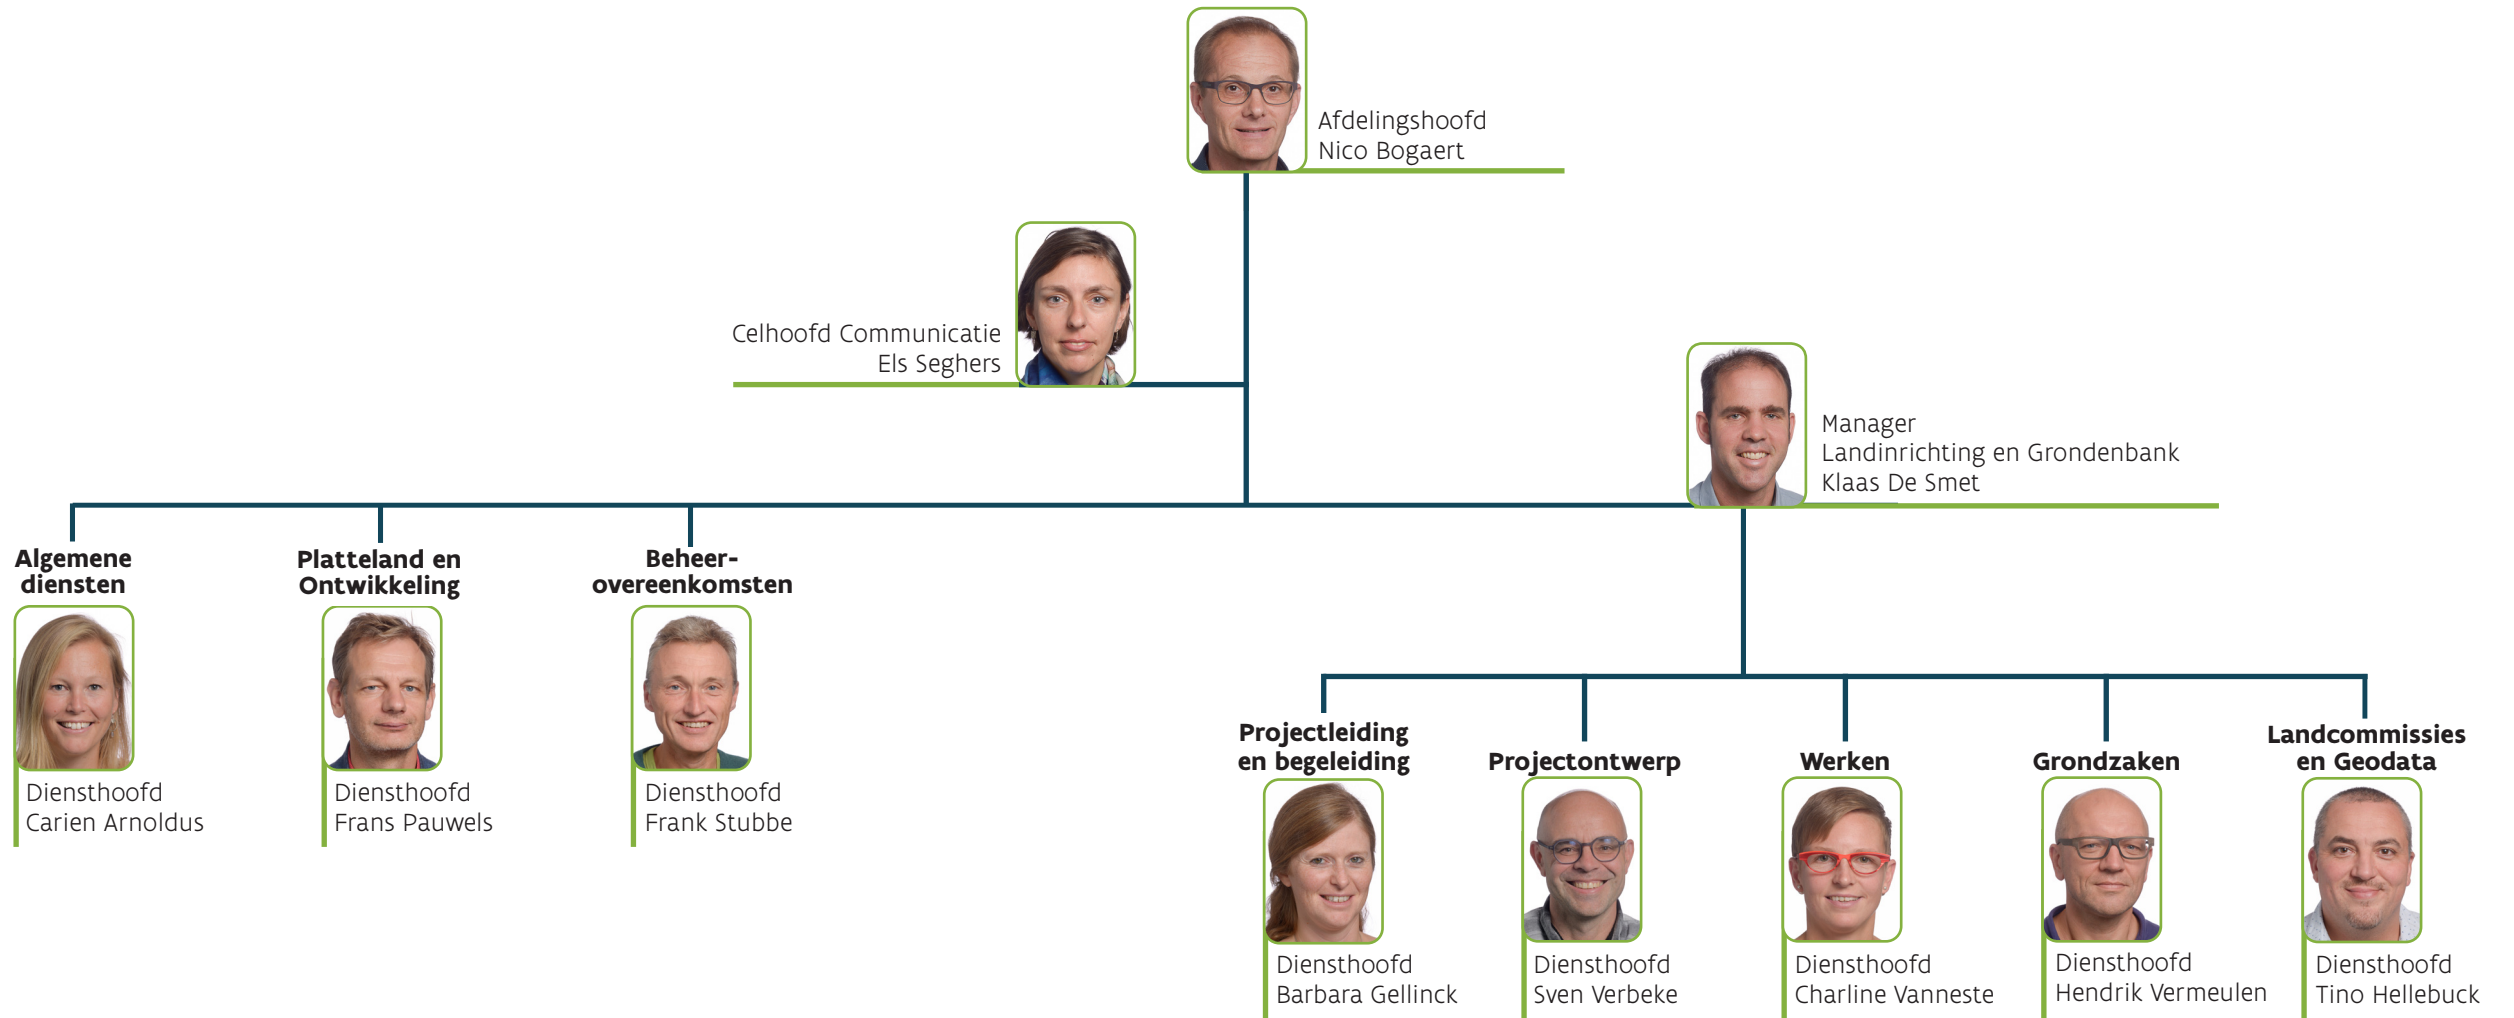 Afdelingshoofd
Nico Bogaert
Celhoofd Communicatie
Els Seghers
Manager
Landinrichting en Grondenbank
Klaas De Smet
Algemene
diensten
Diensthoofd
Carien Arnoldus
Platteland en
Ontwikkeling
Diensthoofd
Frans Pauwels
Beheer-
overeenkomsten
Diensthoofd
Frank Stubbe
Projectleiding
en begeleiding
Diensthoofd
Barbara Gellinck
Projectontwerp
Diensthoofd
Sven Verbeke
Werken
Diensthoofd
Charline Vanneste
Grondzaken
Diensthoofd
Hendrik Vermeulen
Landcommissies
en Geodata
Diensthoofd
Tino Hellebuck